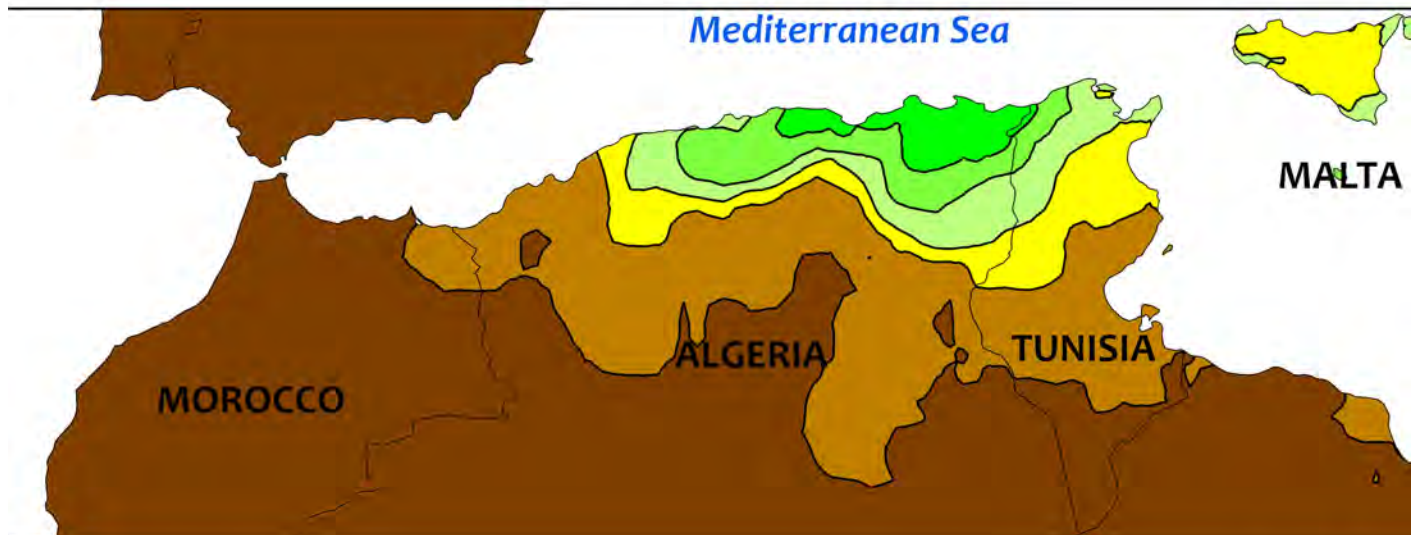 Mediterranean Sea
MALTA
TUNISIA
ALGERIA
MOROCCO